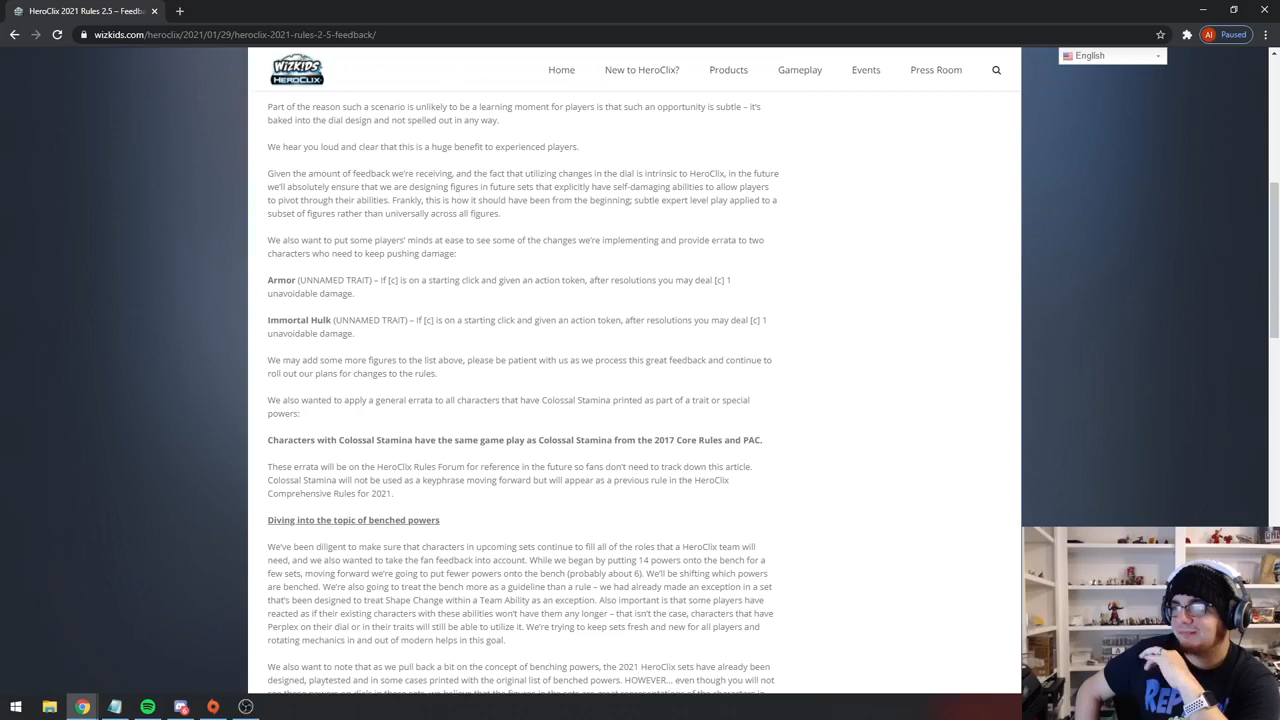 HeroClix 2021
wizkids.com/heroclix/2021/01/29/heroclix-2021-rules-2-5-feedback/
AI Paused
English
WIZKIDS
HEROCLIX
Home New to HeroClix? Products Gameplay Events Press Room
Part of the reason such a scenario is unlikely to be a learning moment for players is that such an opportunity is subtle – it's
baked into the dial design and not spelled out in any way.
We hear you loud and clear that this is a huge benefit to experienced players.
Given the amount of feedback we're receiving, and the fact that utilizing changes in the dial is intrinsic to HeroClix, in the future
we'll absolutely ensure that we are designing figures in future sets that explicitly have self-damaging abilities to allow players
to pivot through their abilities. Frankly, this is how it should have been from the beginning; subtle expert level play applied to a
subset of figures rather than universally across all figures.
We also want to put some players' minds at ease to see some of the changes we're implementing and provide errata to two
characters who need to keep pushing damage:
Armor (UNNAMED TRAIT) – If [c] is on a starting click and given an action token, after resolutions you may deal [c] 1
unavoidable damage.
Immortal Hulk (UNNAMED TRAIT) – If [c] is on a starting click and given an action token, after resolutions you may deal [c] 1
unavoidable damage.
We may add some more figures to the list above, please be patient with us as we process this great feedback and continue to
roll out our plans for changes to the rules.
We also wanted to apply a general errata to all characters that have Colossal Stamina printed as part of a trait or special
powers:
Characters with Colossal Stamina have the same game play as Colossal Stamina from the 2017 Core Rules and PAC.
These errata will be on the HeroClix Rules Forum for reference in the future so fans don't need to track down this article.
Colossal Stamina will not be used as a keyphrase moving forward but will appear as a previous rule in the HeroClix
Comprehensive Rules for 2021.
Diving into the topic of benched powers
We've been diligent to make sure that characters in upcoming sets continue to fill all of the roles that a HeroClix team will
need, and we also wanted to take the fan feedback into account. While we began by putting 14 powers onto the bench for a
few sets, moving forward we're going to put fewer powers onto the bench (probably about 6). We'll be shifting which powers
are benched. We're also going to treat the bench more as a guideline than a rule – we had already made an exception in a set
that's been designed to treat Shape Change within a Team Ability as an exception. Also important is that some players have
reacted as if their existing characters with these abilities won't have them any longer – that isn't the case, characters that have
Perplex on their dial or in their traits will still be able to utilize it. We're trying to keep sets fresh and new for all players and
rotating mechanics in and out of modern helps in this goal.
We also want to note that as we pull back a bit on the concept of benching powers, the 2021 HeroClix sets have already been
designed, playtested and in some cases printed with the original list of benched powers. HOWEVER... even though you will not